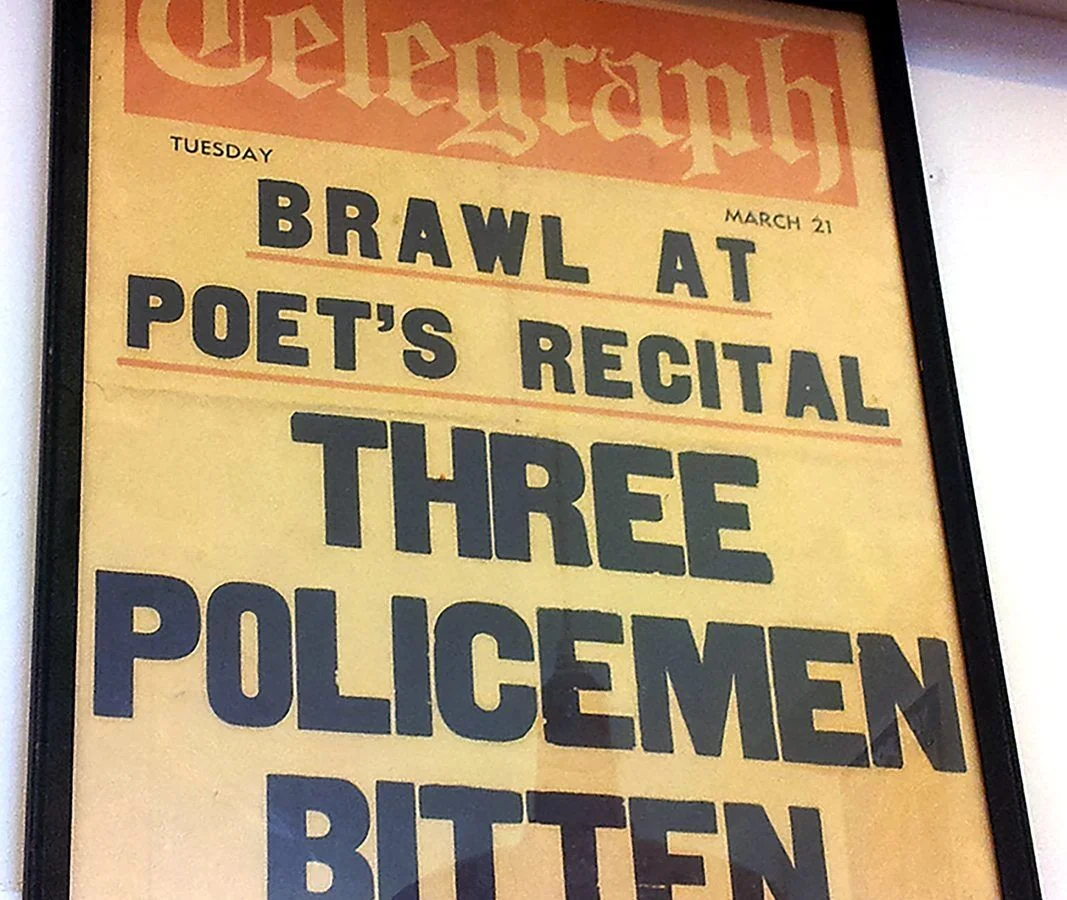 Telegraph
TUESDAY
MARCH 21
BRAWL AT
POET'S RECITAL
THREE
POLICEMEN
BITTEN